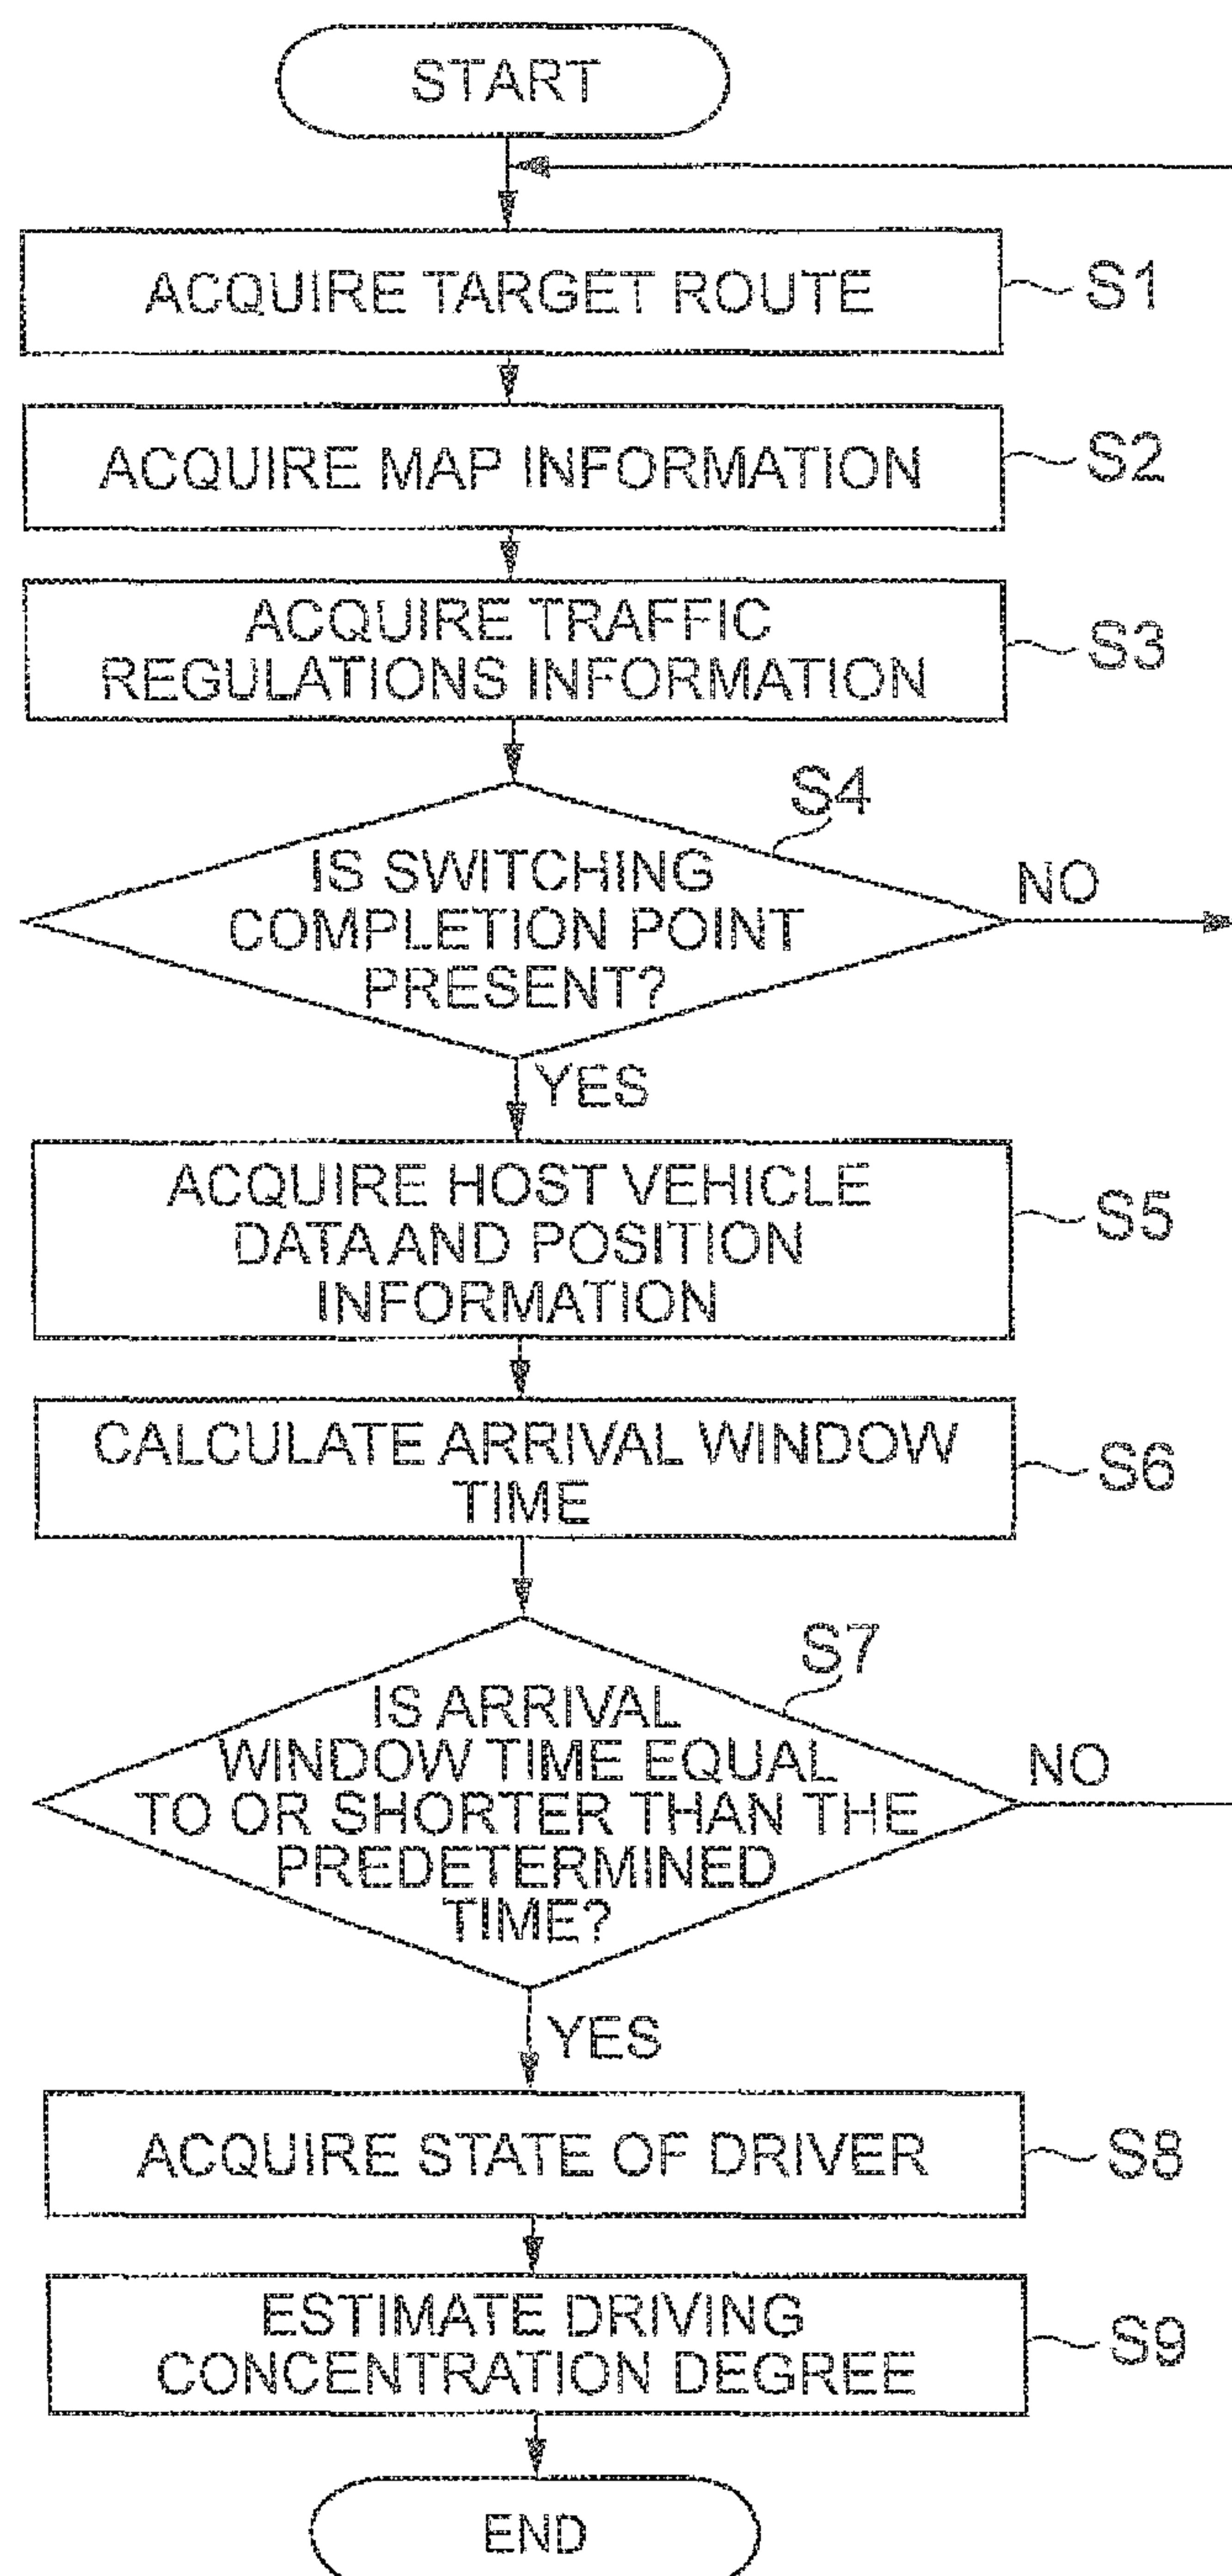 START
ACQUIRE TARGET ROUTE
S1
ACQUIRE MAP INFORMATION
S2
ACQUIRE TRAFFIC
REGULATIONS INFORMATION
S3
S4
IS SWITCHING
COMPLETION POINT
PRESENT?
NO
YES
ACQUIRE HOST VEHICLE
DATA AND POSITION
INFORMATION
S5
CALCULATE ARRIVAL WINDOW
TIME
S6
S7
IS ARRIVAL
WINDOW TIME EQUAL
TO OR SHORTER THAN THE
PREDETERMINED
TIME?
NO
YES
ACQUIRE STATE OF DRIVER
S8
ESTIMATE DRIVING
CONCENTRATION DEGREE
S9
END